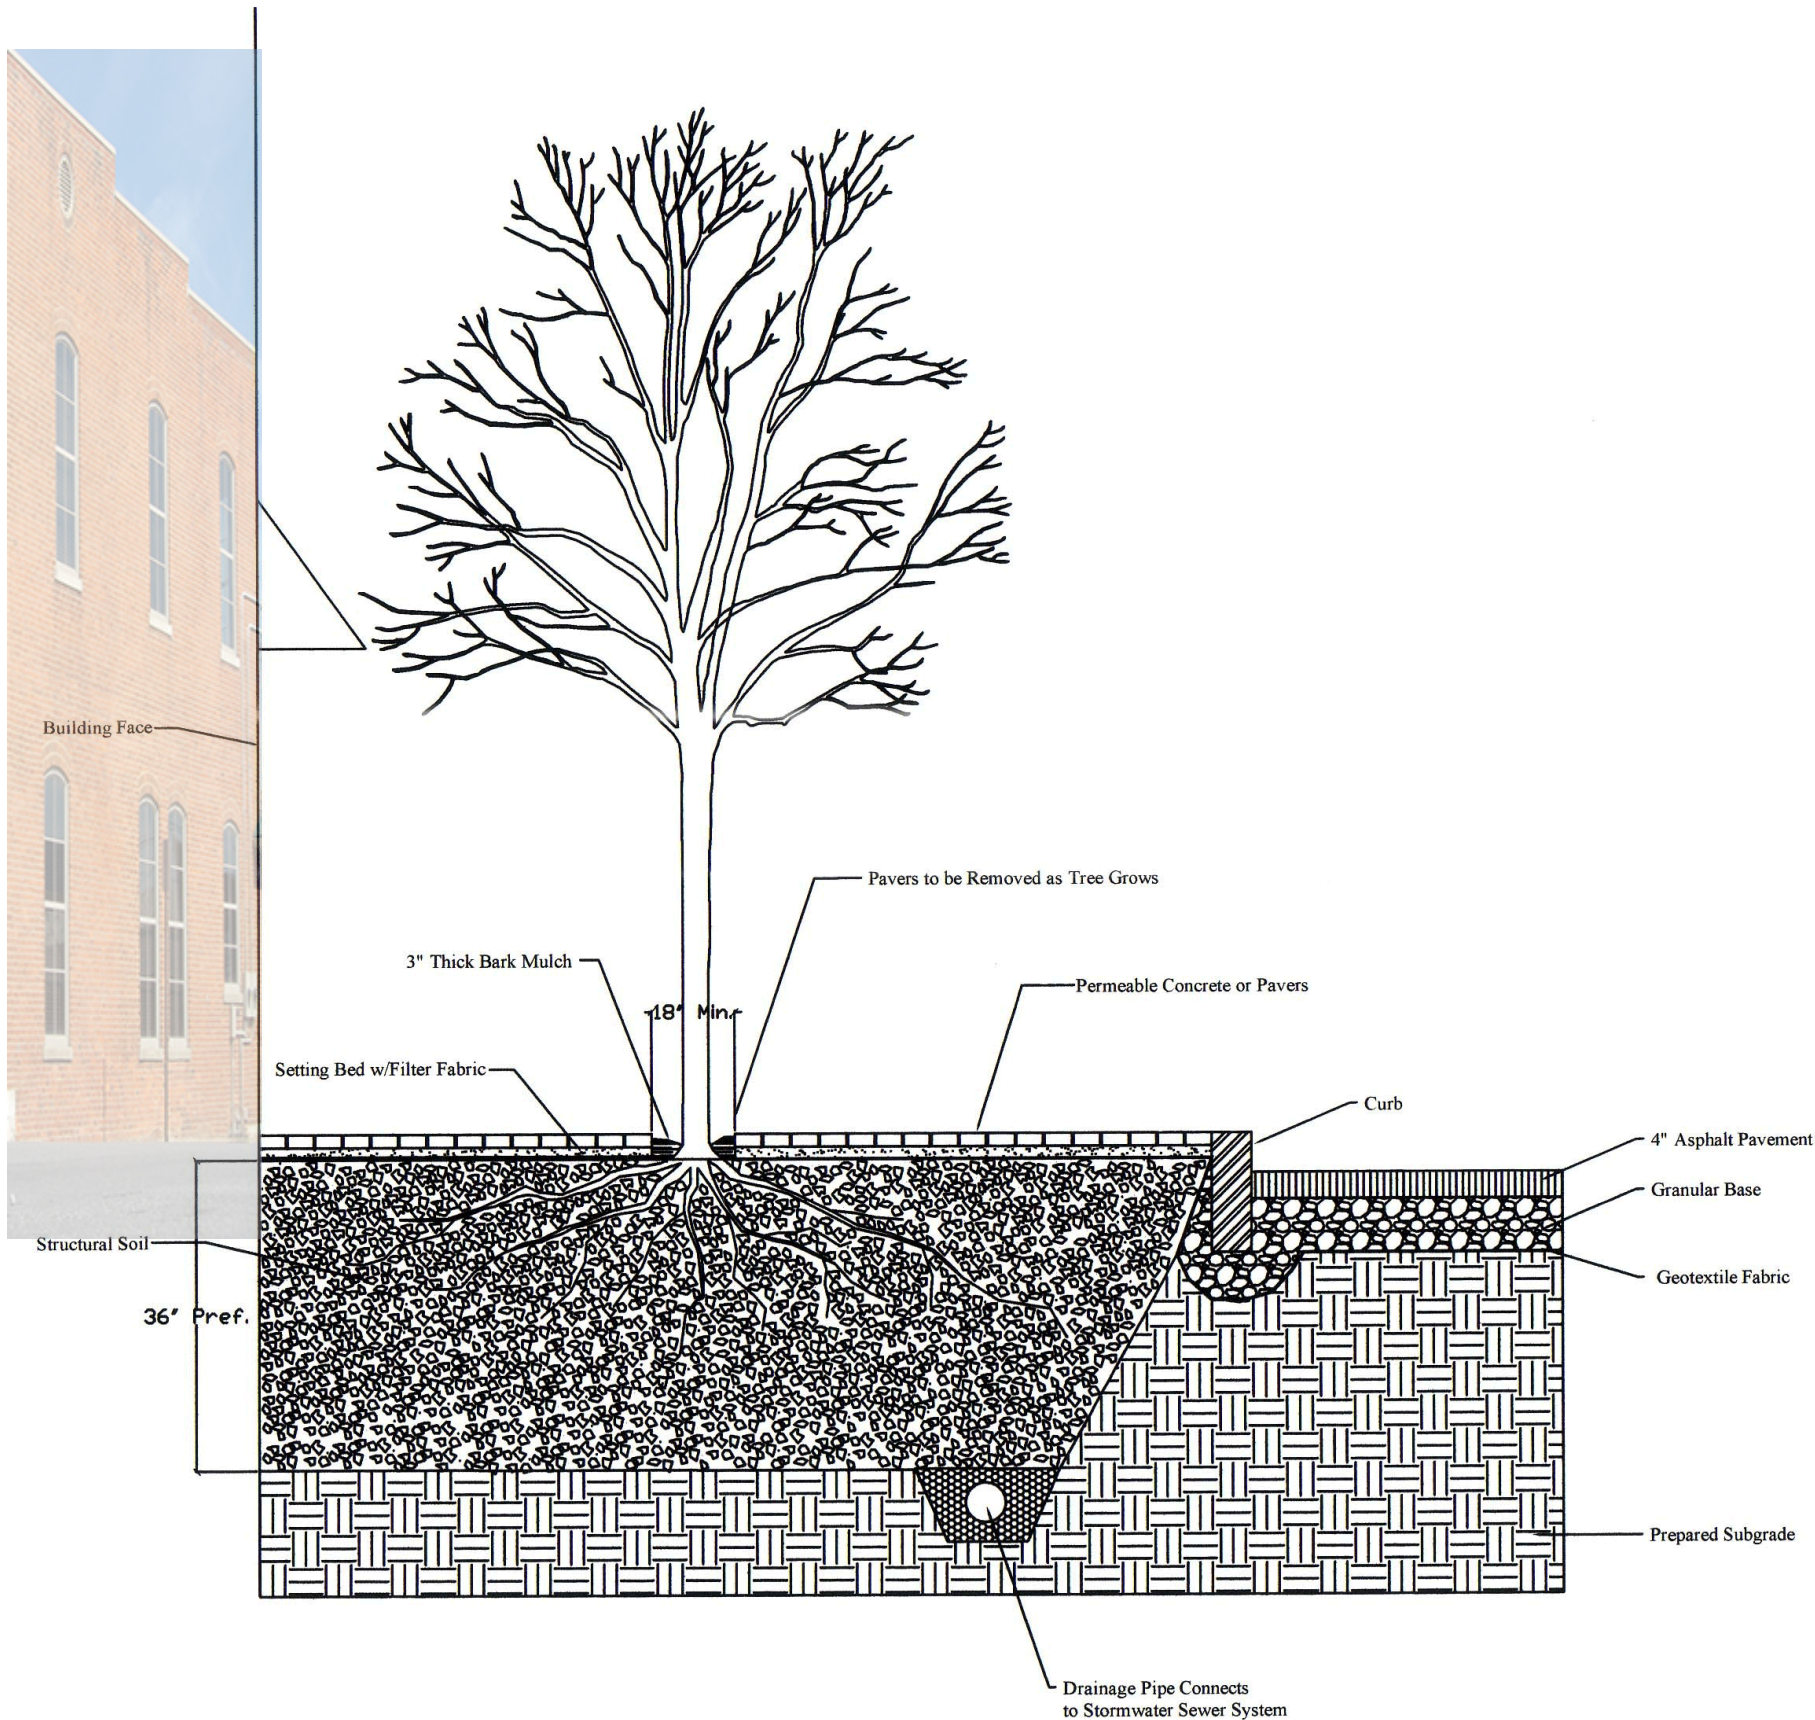 Building Face
Pavers to be Removed as Tree Grows
3" Thick Bark Mulch
Permeable Concrete or Pavers
18" Min.
Setting Bed w/Filter Fabric
Curb
4" Asphalt Pavement
Granular Base
Structural Soil
Geotextile Fabric
36" Pref.
Prepared Subgrade
Drainage Pipe Connects
to Stormwater Sewer System